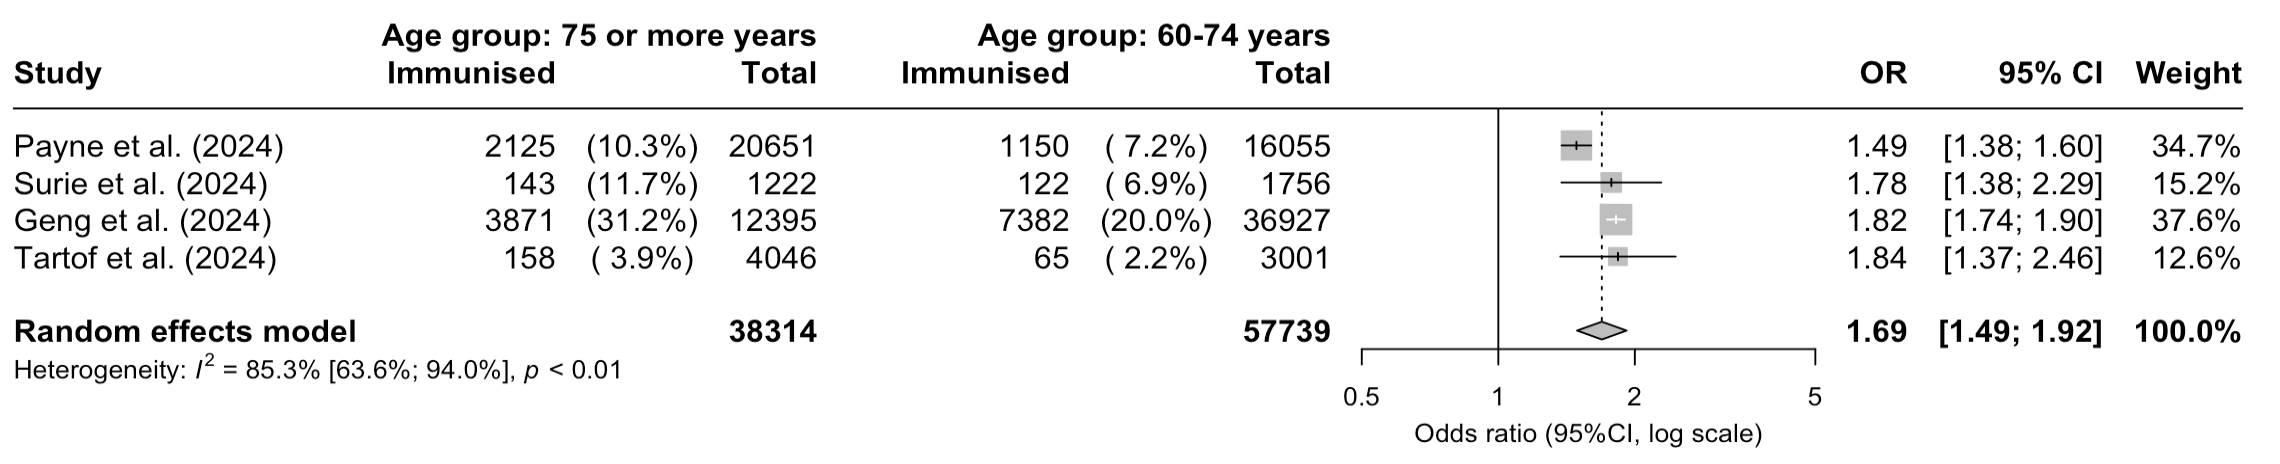 Age group: 75 or more years Age group: 60-74 years
Study Immunised Total Immunised Total OR 95% CI Weight
Payne et al. (2024) 2125 (10.3%) 20651 1150 ( 7.2%) 16055 1.49 [1.38; 1.60] 34.7%
Surie et al. (2024) 143 (11.7%) 1222 122 ( 6.9%) 1756 1.78 [1.38; 2.29] 15.2%
Geng et al. (2024) 3871 (31.2%) 12395 7382 (20.0%) 36927 1.82 [1.74; 1.90] 37.6%
Tartof et al. (2024) 158 ( 3.9%) 4046 65 ( 2.2%) 3001 1.84 [1.37; 2.46] 12.6%
Random effects model 38314 57739 1.69 [1.49; 1.92] 100.0%
Heterogeneity: I² = 85.3% [63.6%; 94.0%], p < 0.01
0.5 1 2 5
Odds ratio (95%CI, log scale)